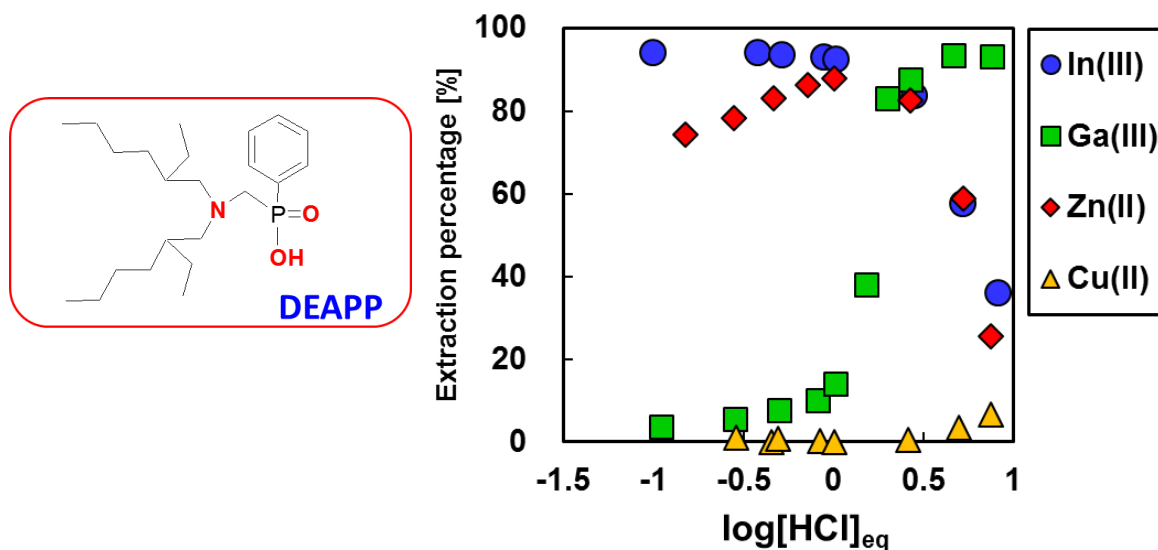 N
P=O
OH
DEAPP
Extraction percentage [%]
100
80
60
40
20
0
-1.5 -1 -0.5 0 0.5 1
log[HCl]eq
In(III)
Ga(III)
Zn(II)
Cu(II)